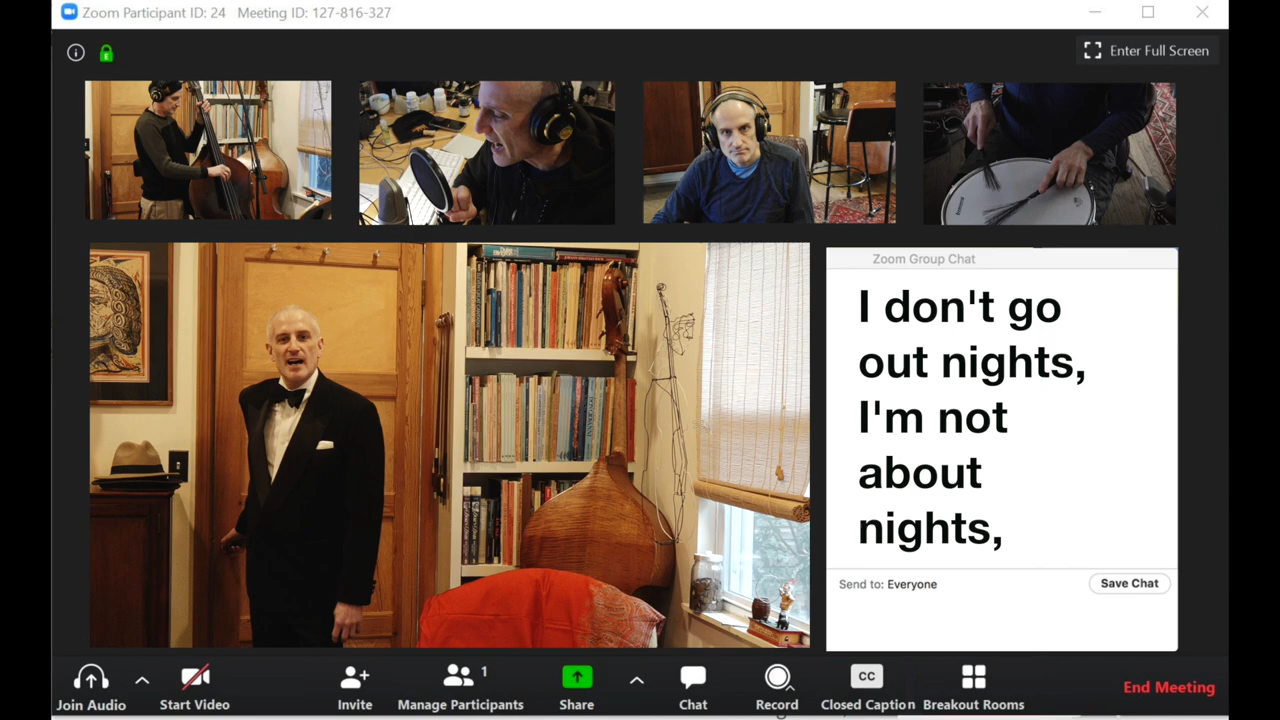 Zoom Participant ID: 24 Meeting ID: 127-816-327
Enter Full Screen
Zoom Group Chat
I don't go
out nights,
I'm not
about
nights,
Send to: Everyone
Save Chat
Join Audio
Start Video
Invite
Manage Participants
1
Share
Chat
Record
CC
Closed Caption
Breakout Rooms
End Meeting